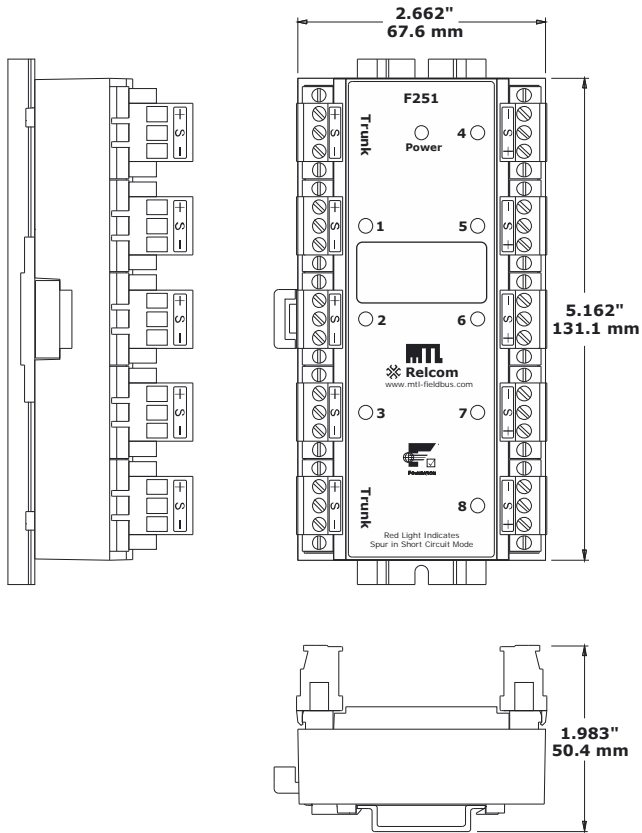 2.662"
67.6 mm
+ S −
+ S −
+ S −
+ S −
+ S −
F251
Trunk
Power
4
+ S −
− S +
1
5
+ S −
− S +
5.162"
131.1 mm
2
6
+ S −
− S +
MTL
Relcom
www.mtl-fieldbus.com
3
7
+ S −
− S +
FOUNDATION
Trunk
8
+ S −
− S +
Red Light Indicates
Spur in Short Circuit Mode
1.983"
50.4 mm